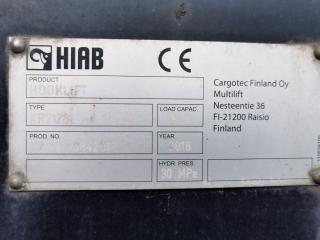 HIAB CE
PRODUCT
HOOKLIFT
Cargotec Finland Oy
Multilift
Nesteentie 36
FI-21200 Raisio
Finland
TYPE
LOAD CAPAC.
PROD. NO.
YEAR
2016
HYDR. PRES.
30 MPa